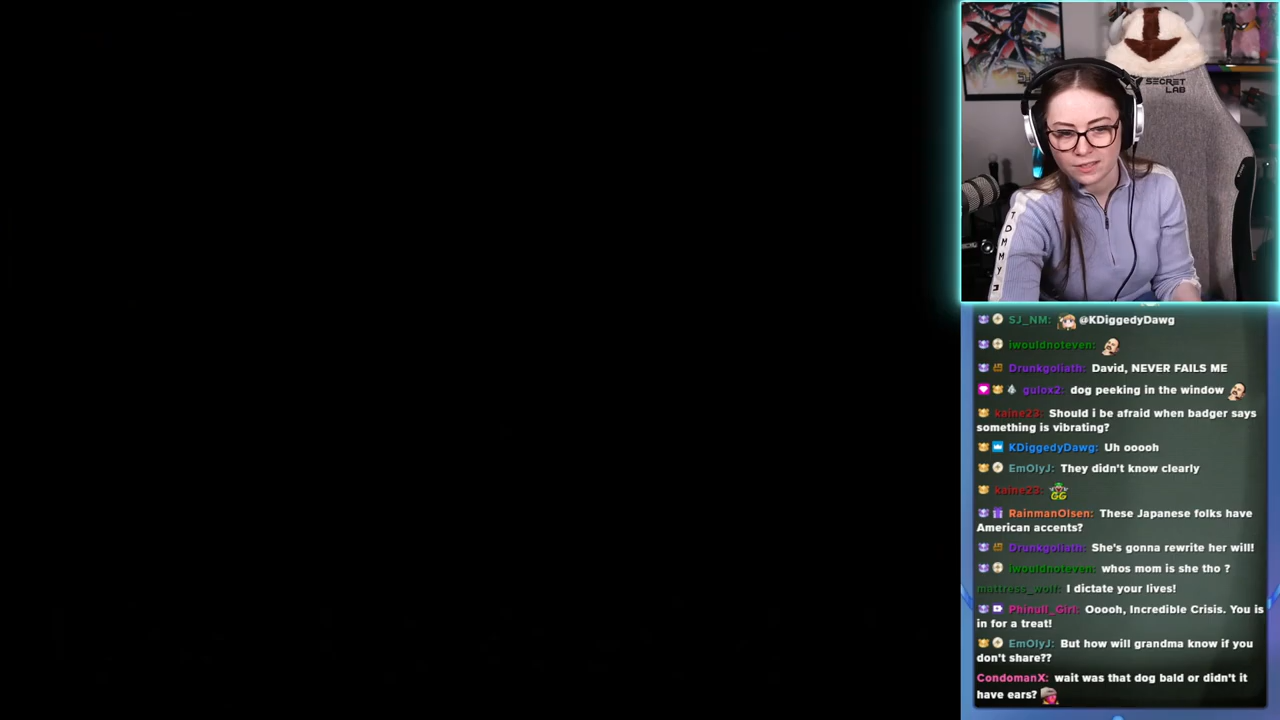 SECRET
LAB
TOMMY
SJ_NM: @KDiggedyDawg
iwouldnoteven:
Drunkgoliath: David, NEVER FAILS ME
gulox2: dog peeking in the window
kaine23: Should i be afraid when badger says
something is vibrating?
KDiggedyDawg: Uh ooooh
EmOlyJ: They didn't know clearly
kaine23: GG
RainmanOlsen: These Japanese folks have
American accents?
Drunkgoliath: She's gonna rewrite her will!
iwouldnoteven: whos mom is she tho ?
mattress_wolf: I dictate your lives!
Phinull_Girl: Ooooh, Incredible Crisis. You is
in for a treat!
EmOlyJ: But how will grandma know if you
don't share??
CondomanX: wait was that dog bald or didn't it
have ears?